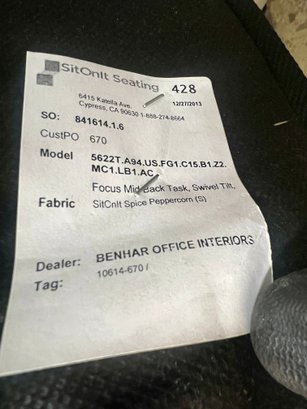 SitOnIt Seating 428
6415 Katella Ave.
Cypress, CA 90630 1-888-274-8664 12/27/2013
SO: 841614.1.6
CustPO 670
Model 5622T.A94.US.FG1.C15.B1.Z2.
MC1.LB1.AC
Focus Mid Back Task, Swivel Tilt,
Fabric SitOnIt Spice Peppercorn (S)
Dealer: BENHAR OFFICE INTERIORS
Tag: 10614-670 /